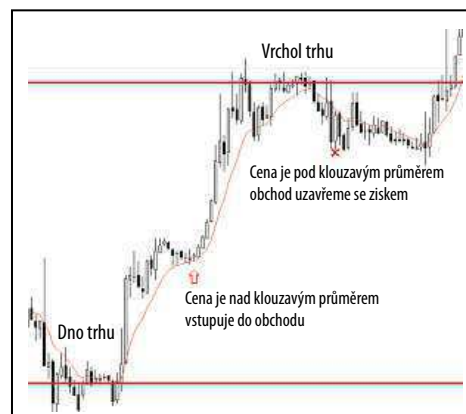 Vrchol trhu
Cena je pod klouzavým průměrem
obchod uzavřeme se ziskem
Cena je nad klouzavým průměrem
vstupuje do obchodu
Dno trhu